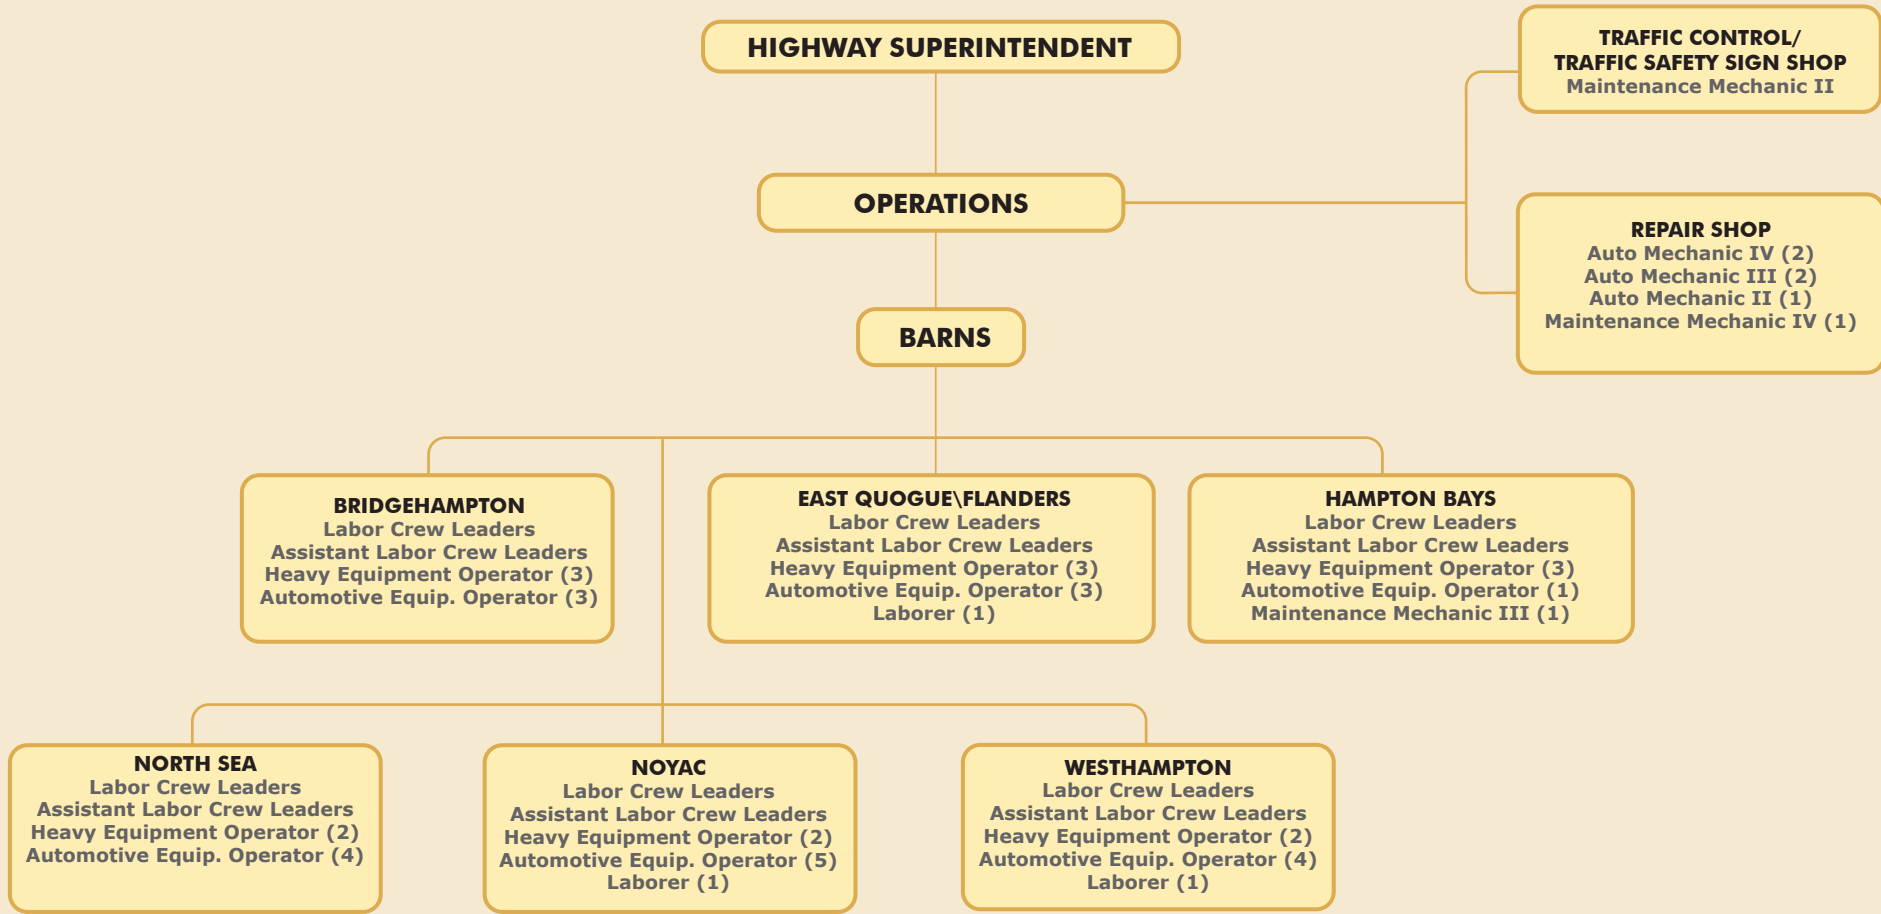 HIGHWAY SUPERINTENDENT
TRAFFIC CONTROL/
TRAFFIC SAFETY SIGN SHOP
Maintenance Mechanic II
OPERATIONS
REPAIR SHOP
Auto Mechanic IV (2)
Auto Mechanic III (2)
Auto Mechanic II (1)
Maintenance Mechanic IV (1)
BARNS
BRIDGEHAMPTON
Labor Crew Leaders
Assistant Labor Crew Leaders
Heavy Equipment Operator (3)
Automotive Equip. Operator (3)
EAST QUOGUE\FLANDERS
Labor Crew Leaders
Assistant Labor Crew Leaders
Heavy Equipment Operator (3)
Automotive Equip. Operator (3)
Laborer (1)
HAMPTON BAYS
Labor Crew Leaders
Assistant Labor Crew Leaders
Heavy Equipment Operator (3)
Automotive Equip. Operator (1)
Maintenance Mechanic III (1)
NORTH SEA
Labor Crew Leaders
Assistant Labor Crew Leaders
Heavy Equipment Operator (2)
Automotive Equip. Operator (4)
NOYAC
Labor Crew Leaders
Assistant Labor Crew Leaders
Heavy Equipment Operator (2)
Automotive Equip. Operator (5)
Laborer (1)
WESTHAMPTON
Labor Crew Leaders
Assistant Labor Crew Leaders
Heavy Equipment Operator (2)
Automotive Equip. Operator (4)
Laborer (1)